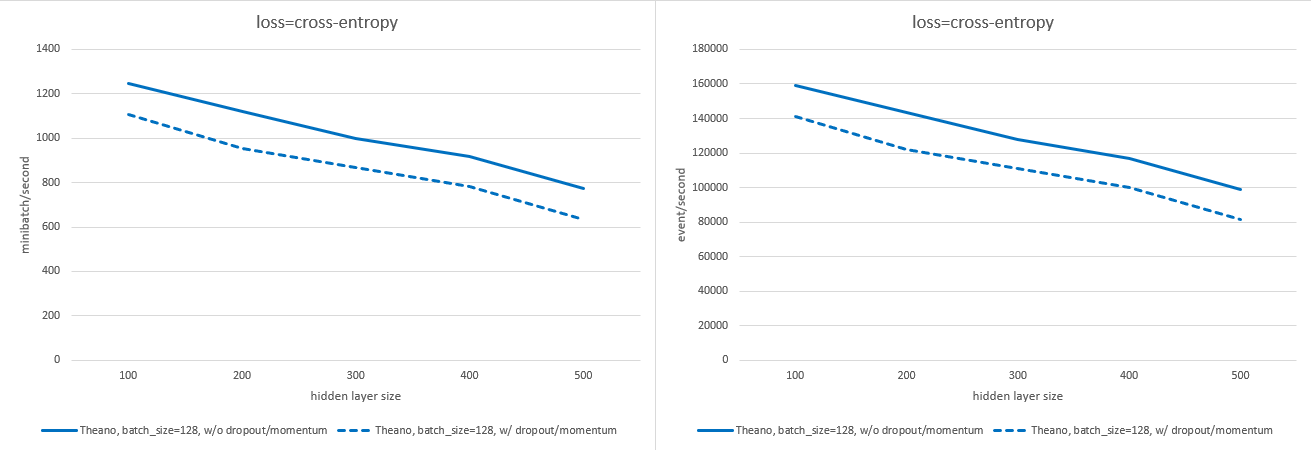 loss=cross-entropy
1400
1200
1000
800
600
400
200
0
minibatch/second
100 200 300 400 500
hidden layer size
Theano, batch_size=128, w/o dropout/momentum Theano, batch_size=128, w/ dropout/momentum
loss=cross-entropy
180000
160000
140000
120000
100000
80000
60000
40000
20000
0
event/second
100 200 300 400 500
hidden layer size
Theano, batch_size=128, w/o dropout/momentum Theano, batch_size=128, w/ dropout/momentum